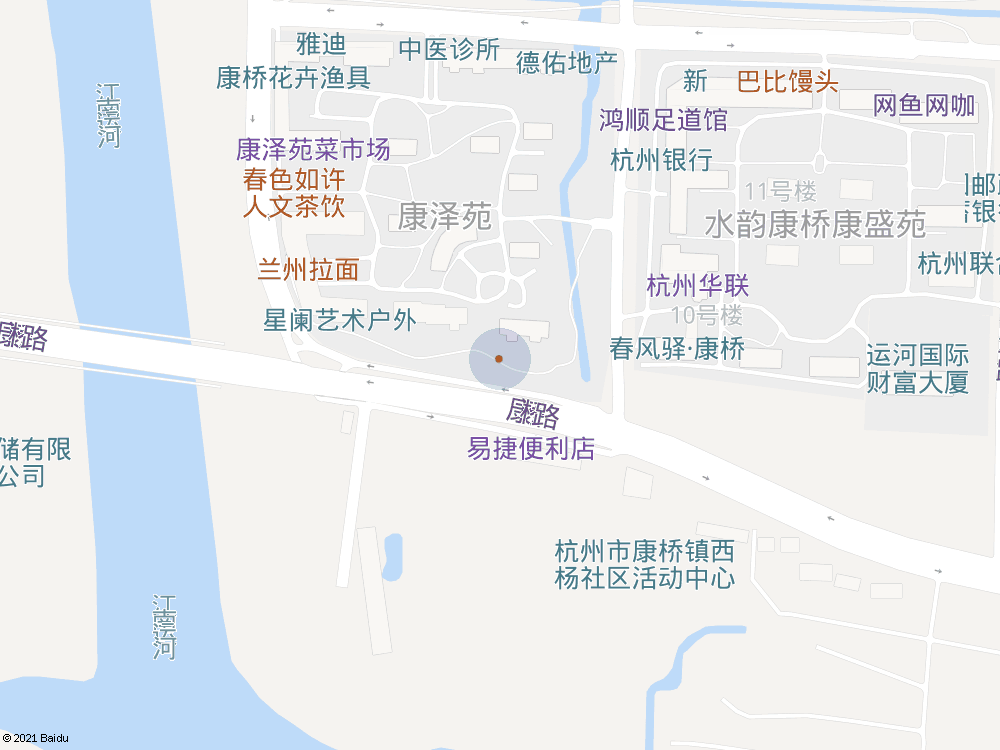 雅迪
中医诊所
德佑地产
康桥花卉渔具
新
巴比馒头
网鱼网咖
江南运河
鸿顺足道馆
康泽苑菜市场
杭州银行
春色如许
人文茶饮
11号楼
康泽苑
水韵康桥康盛苑
兰州拉面
杭州联合
杭州华联
10号楼
星阑艺术户外
康桥路
春风驿·康桥
运河国际
财富大厦
康桥路
易捷便利店
储有限
公司
杭州市康桥镇西
杨社区活动中心
江南运河
© 2021 Baidu